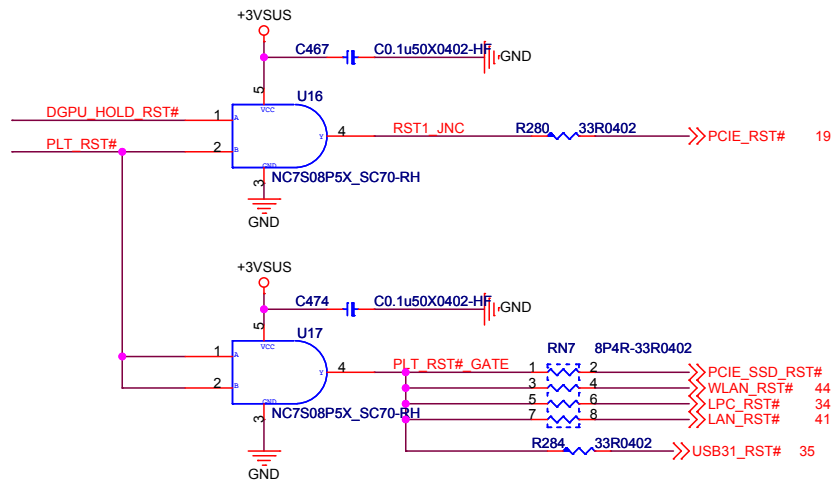 +3VSUS
C467 C0.1u50X0402-HF
GND
5
U16
VCC
DGPU_HOLD_RST# 1 A
4 RST1_JNC R280 33R0402 PCIE_RST# 19
Y
PLT_RST# 2 B
GND
3 NC7S08P5X_SC70-RH
GND
+3VSUS
C474 C0.1u50X0402-HF
GND
5
U17
VCC
1 A
4 PLT_RST#_GATE RN7 8P4R-33R0402
Y
1 2 PCIE_SSD_RST#
2 B
3 4 WLAN_RST# 44
5 6 LPC_RST# 34
GND
7 8 LAN_RST# 41
3 NC7S08P5X_SC70-RH
R284 33R0402 USB31_RST# 35
GND